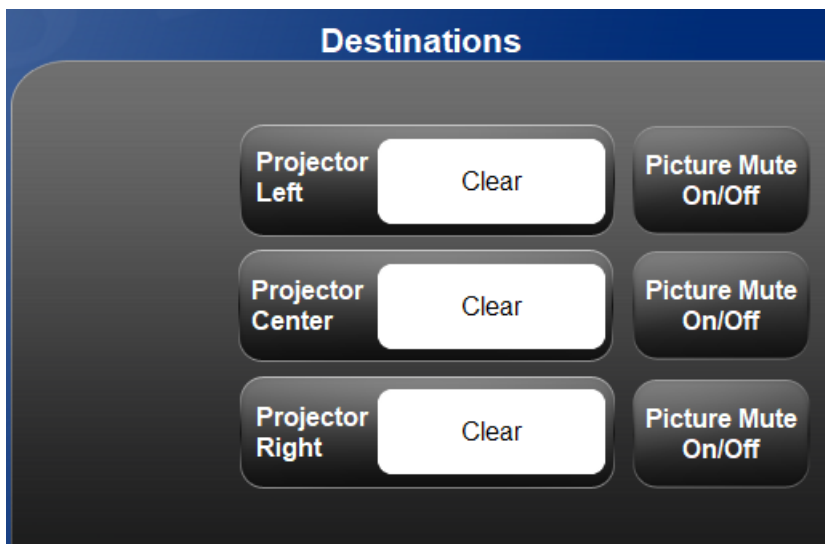 Destinations
Projector
Left
Clear
Picture Mute
On/Off
Projector
Center
Clear
Picture Mute
On/Off
Projector
Right
Clear
Picture Mute
On/Off